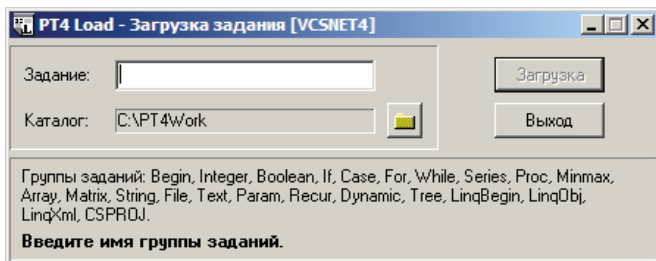 PT4 Load - Загрузка задания [VCSNET4]
Задание:
Загрузка
Каталог: C:\PT4Work
Выход
Группы заданий: Begin, Integer, Boolean, If, Case, For, While, Series, Proc, Minmax,
Array, Matrix, String, File, Text, Param, Recur, Dynamic, Tree, LinqBegin, LinqObj,
LinqXml, CSPROJ.
Введите имя группы заданий.